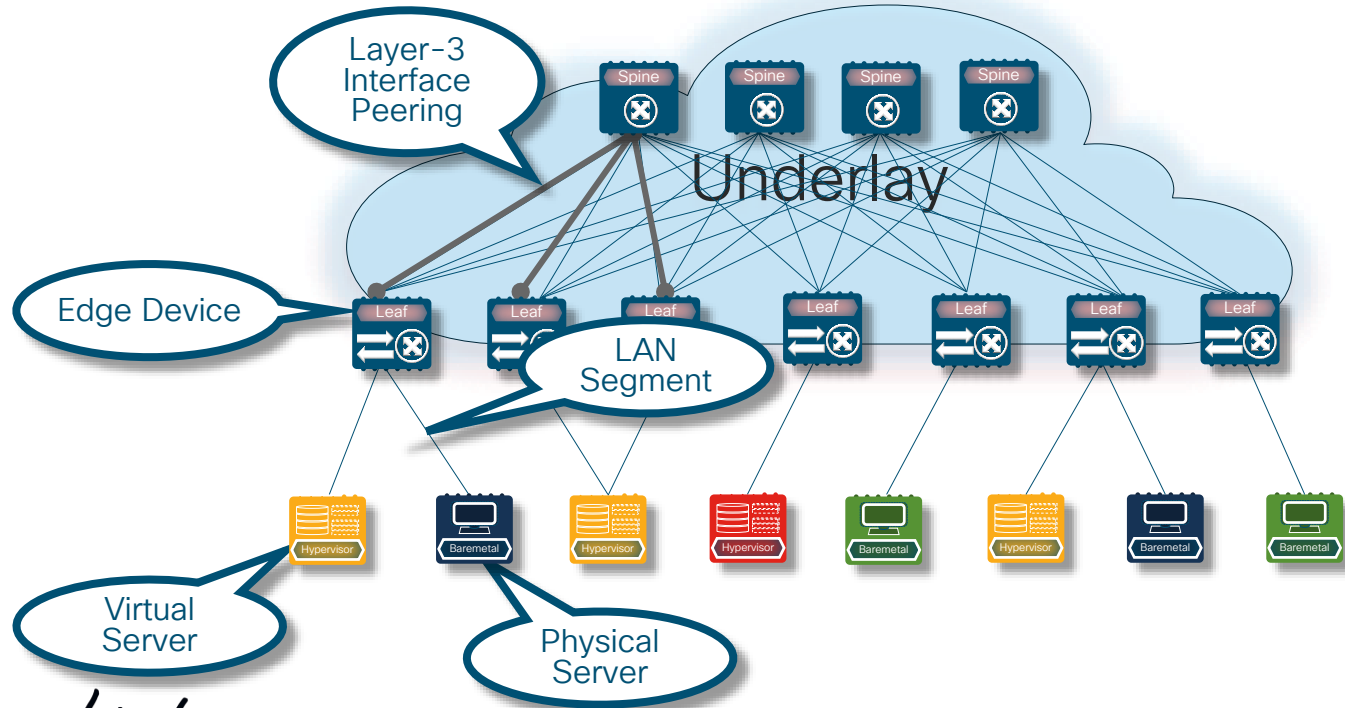 Layer-3
Interface
Peering
Spine
Spine
Spine
Spine
Underlay
Edge Device
Leaf
Leaf
Leaf
Leaf
Leaf
Leaf
Leaf
LAN
Segment
Hypervisor
Baremetal
Hypervisor
Hypervisor
Baremetal
Hypervisor
Baremetal
Baremetal
Virtual
Server
Physical
Server